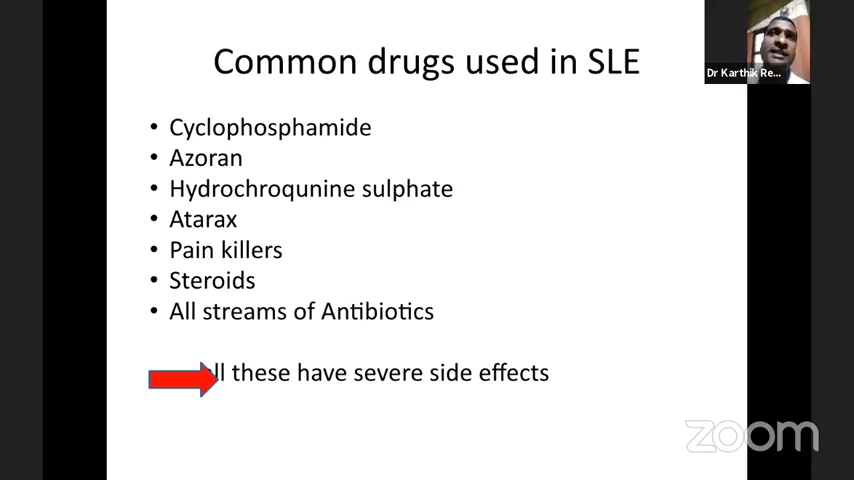 Common drugs used in SLE
Dr Karthik Re...
• Cyclophosphamide
• Azoran
• Hydrochroqunine sulphate
• Atarax
• Pain killers
• Steroids
• All streams of Antibiotics
these have severe side effects
zoom